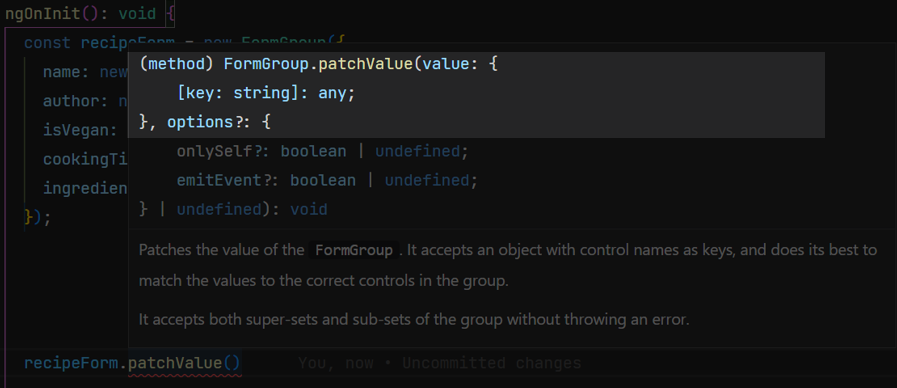 ngOnInit(): void {
const recipeForm = new FormGroup({
(method) FormGroup.patchValue(value: {
name: new
[key: string]: any;
author: n
}, options?: {
isVegan:
onlySelf?: boolean | undefined;
cookingTi
emitEvent?: boolean | undefined;
ingredien
} | undefined): void
});
Patches the value of the FormGroup. It accepts an object with control names as keys, and does its best to
match the values to the correct controls in the group.
It accepts both super-sets and sub-sets of the group without throwing an error.
recipeForm.patchValue() You, now • Uncommitted changes